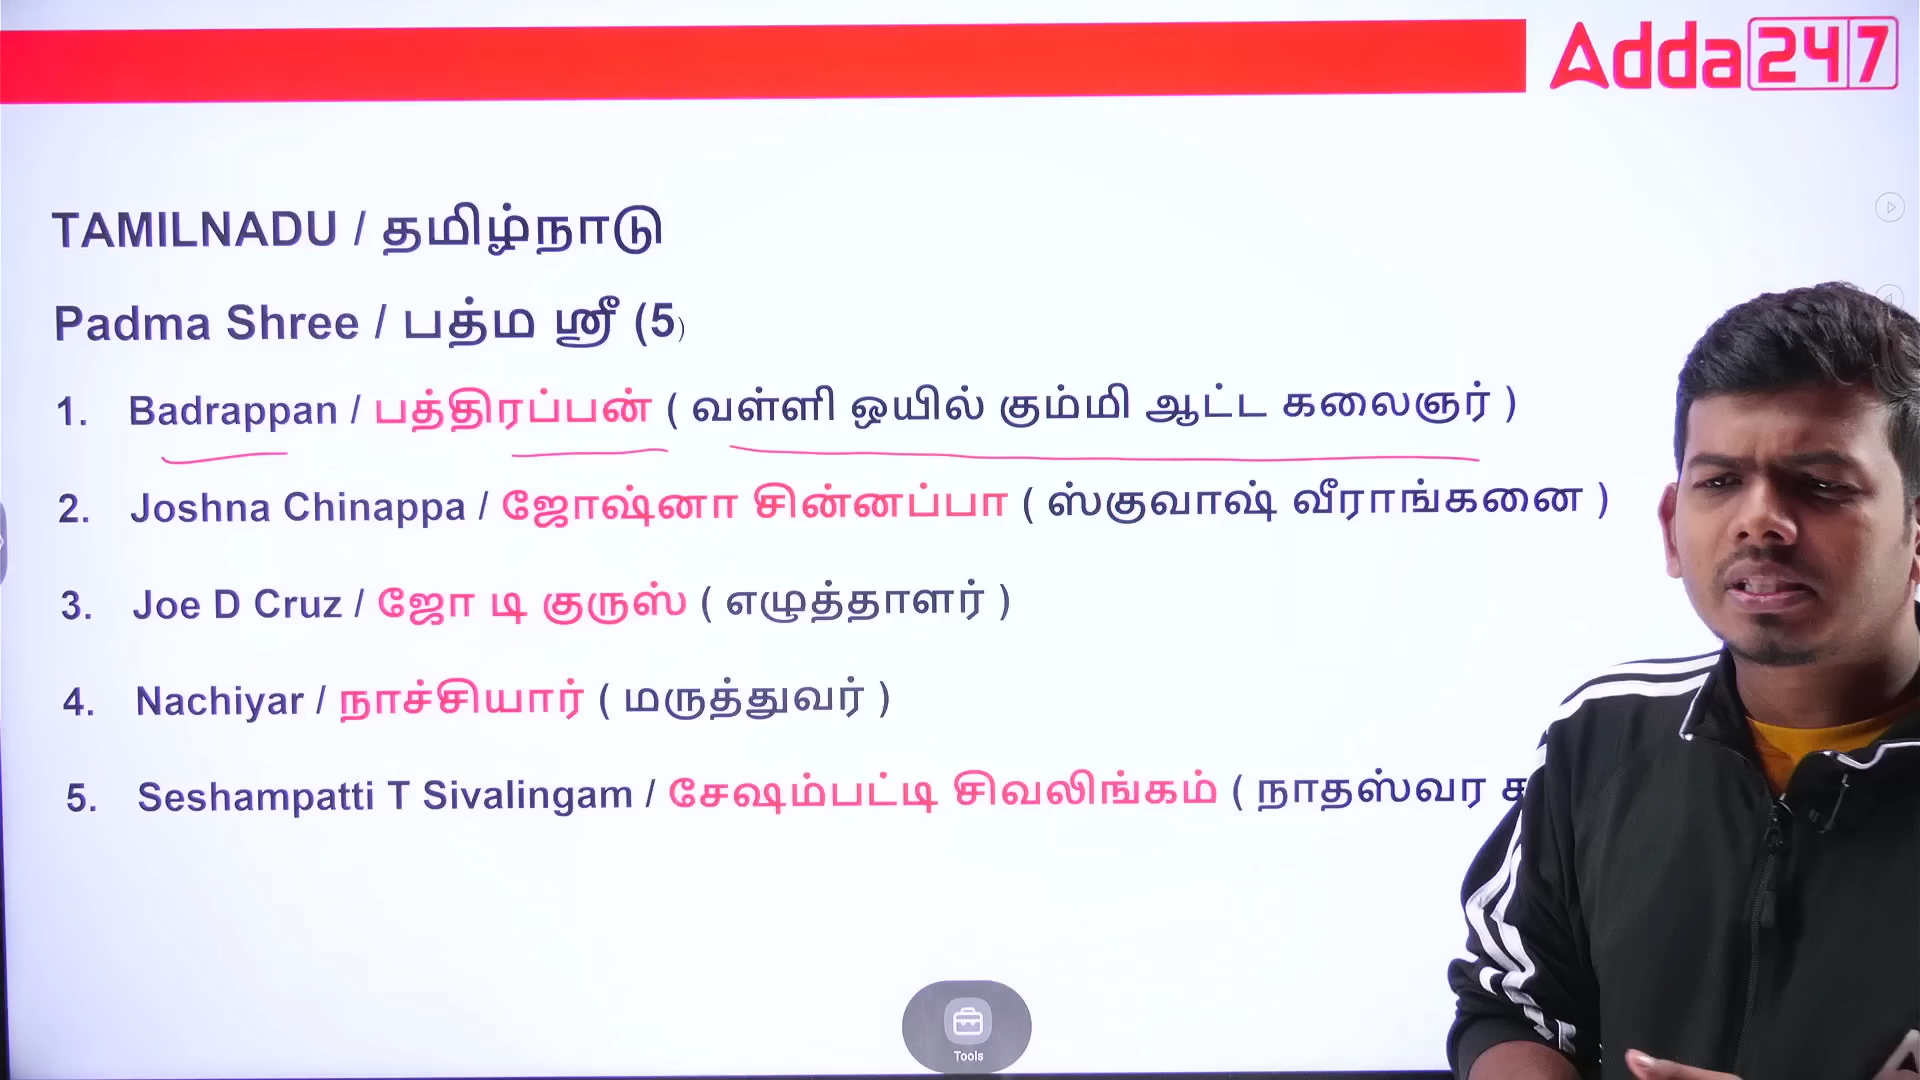 Adda247
TAMILNADU / தமிழ்நாடு
Padma Shree / பத்ம ஸ்ரீ (5)
1. Badrappan / பத்திரப்பன் ( வள்ளி ஒயில் கும்மி ஆட்ட கலைஞர் )
2. Joshna Chinappa / ஜோஷ்னா சின்னப்பா ( ஸ்குவாஷ் வீராங்கனை )
3. Joe D Cruz / ஜோ டி குருஸ் ( எழுத்தாளர் )
4. Nachiyar / நாச்சியார் ( மருத்துவர் )
5. Seshampatti T Sivalingam / சேஷம்பட்டி சிவலிங்கம் ( நாதஸ்வர
Tools